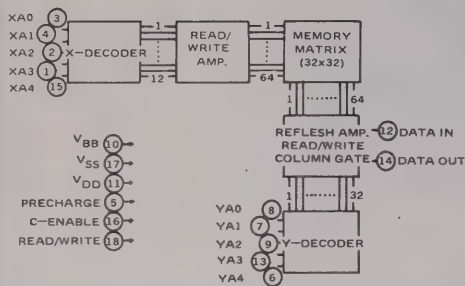 XA0 3
XA1 4
XA2 2 X-DECODER
XA3 1
XA4 15
1
12
READ/
WRITE
AMP.
1
64
MEMORY
MATRIX
(32x32)
1 64
REFLESH AMP.
READ/WRITE
COLUMN GATE
12 DATA IN
14 DATA OUT
1 32
VBB 10
VSS 17
VDD 11
PRECHARGE 5
C-ENABLE 16
READ/WRITE 18
YA0 8
YA1 7
YA2 9 Y-DECODER
YA3 13
YA4 6